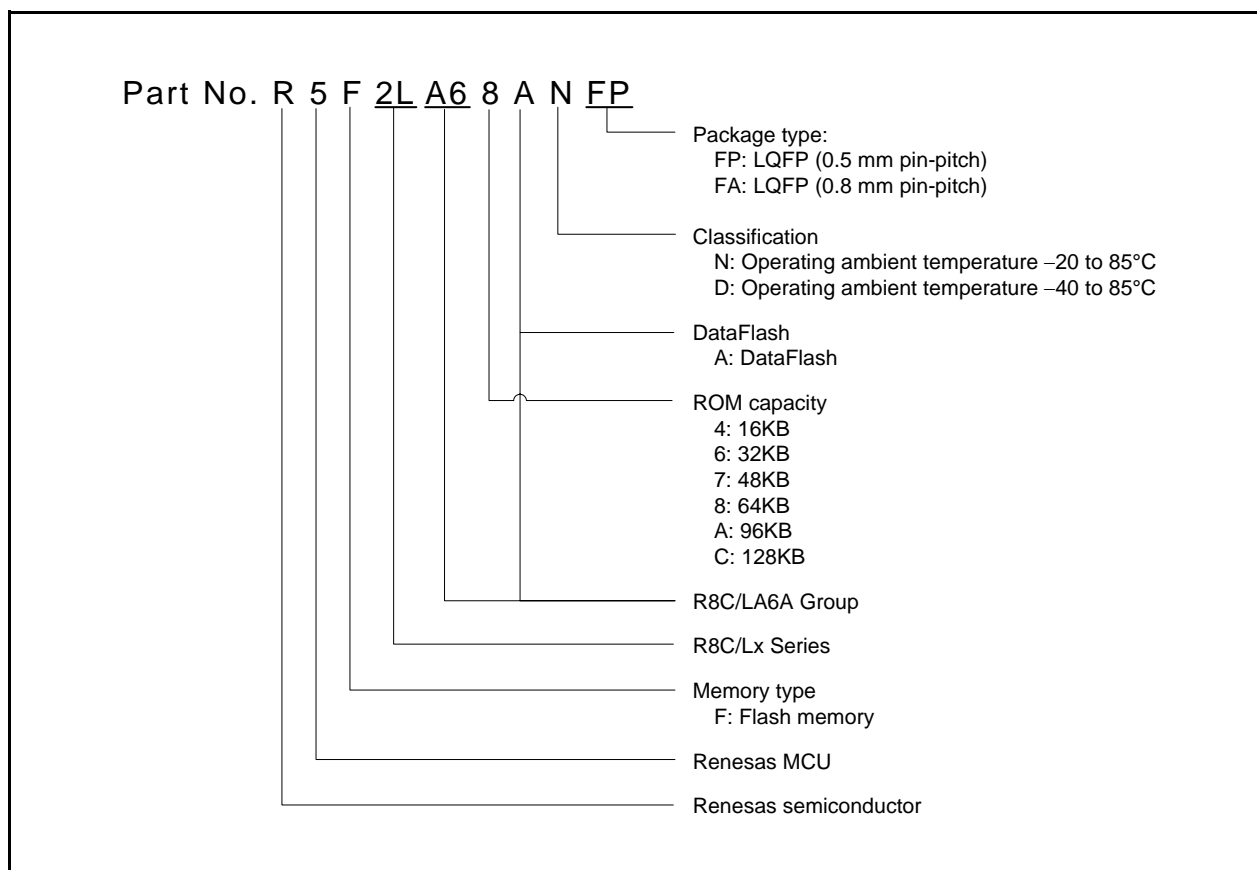 Part No. R 5 F 2L A6 8 A N FP
Package type:
FP: LQFP (0.5 mm pin-pitch)
FA: LQFP (0.8 mm pin-pitch)
Classification
N: Operating ambient temperature −20 to 85°C
D: Operating ambient temperature −40 to 85°C
DataFlash
A: DataFlash
ROM capacity
4: 16KB
6: 32KB
7: 48KB
8: 64KB
A: 96KB
C: 128KB
R8C/LA6A Group
R8C/Lx Series
Memory type
F: Flash memory
Renesas MCU
Renesas semiconductor